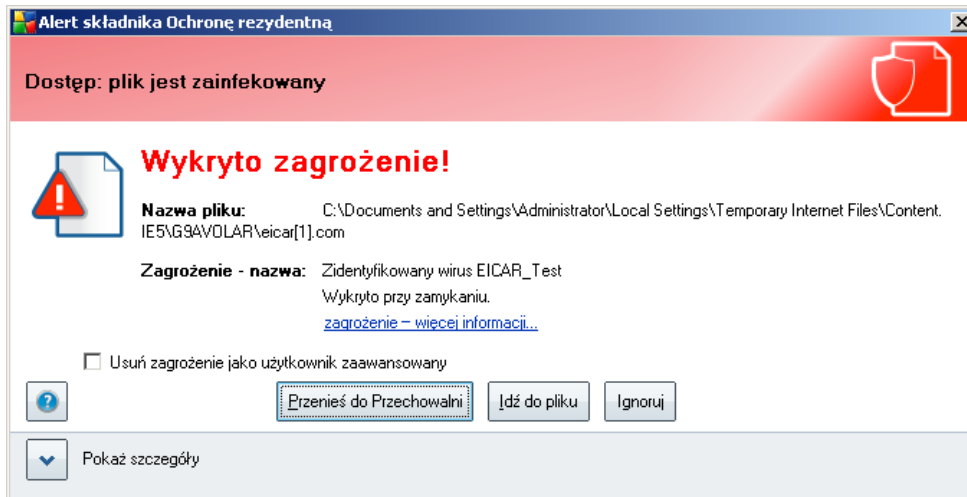 Alert składnika Ochronę rezydentną
Dostęp: plik jest zainfekowany
Wykryto zagrożenie!
Nazwa pliku: C:\Documents and Settings\Administrator\Local Settings\Temporary Internet Files\Content.
IE5\G9AVOLAR\eicar[1].com
Zagrożenie - nazwa: Zidentyfikowany wirus EICAR_Test
Wykryto przy zamykaniu.
zagrożenie – więcej informacji...
Usuń zagrożenie jako użytkownik zaawansowany
Przenieś do Przechowalni Idź do pliku Ignoruj
Pokaż szczegóły